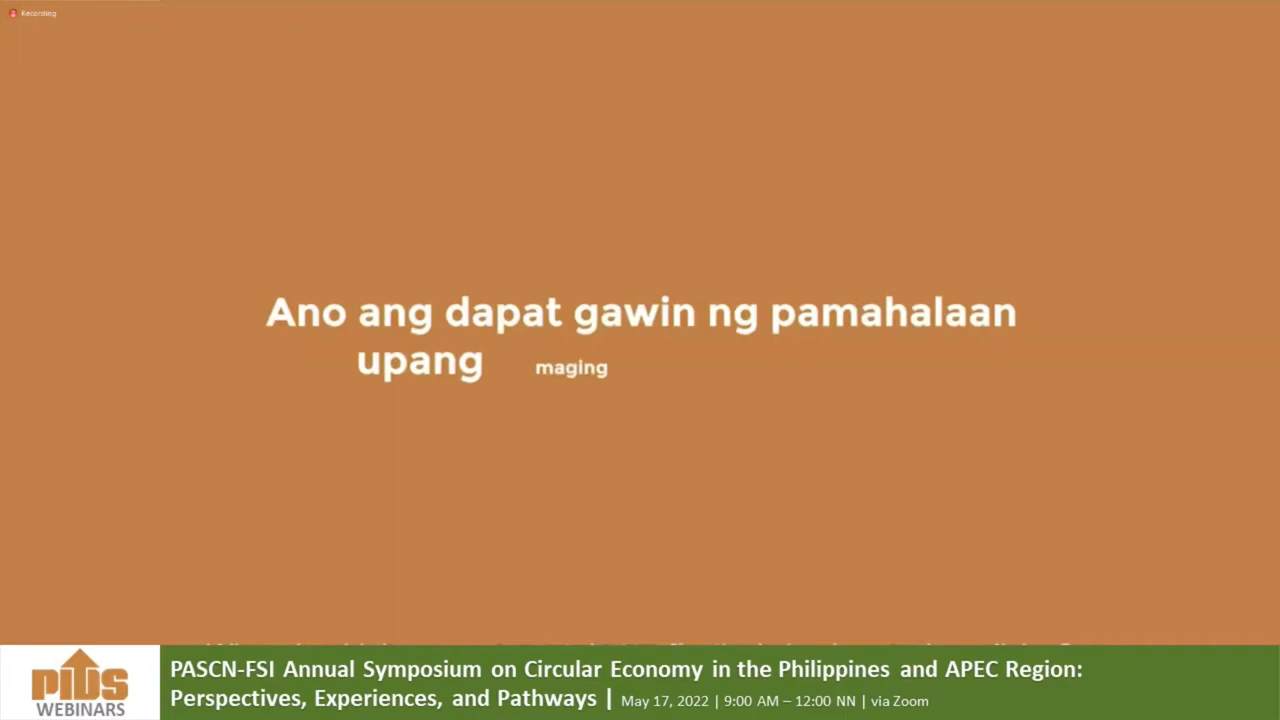 Recording
Ano ang dapat gawin ng pamahalaan
upang maging
PIDS
WEBINARS
PASCN-FSI Annual Symposium on Circular Economy in the Philippines and APEC Region:
Perspectives, Experiences, and Pathways | May 17, 2022 | 9:00 AM – 12:00 NN | via Zoom